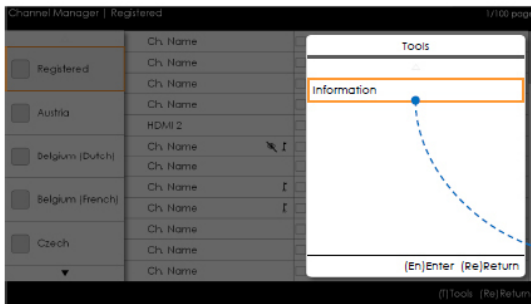 Channel Manager | Registered
1/100 page
Registered
Austria
Belgium (Dutch)
Belgium (French)
Czech
Ch. Name
Ch. Name
Ch. Name
Ch. Name
HDMI 2
Ch. Name
Ch. Name
Ch. Name
Ch. Name
Ch. Name
Ch. Name
Ch. Name
Tools
Information
(En)Enter (Re)Return
(T)Tools (Re)Return